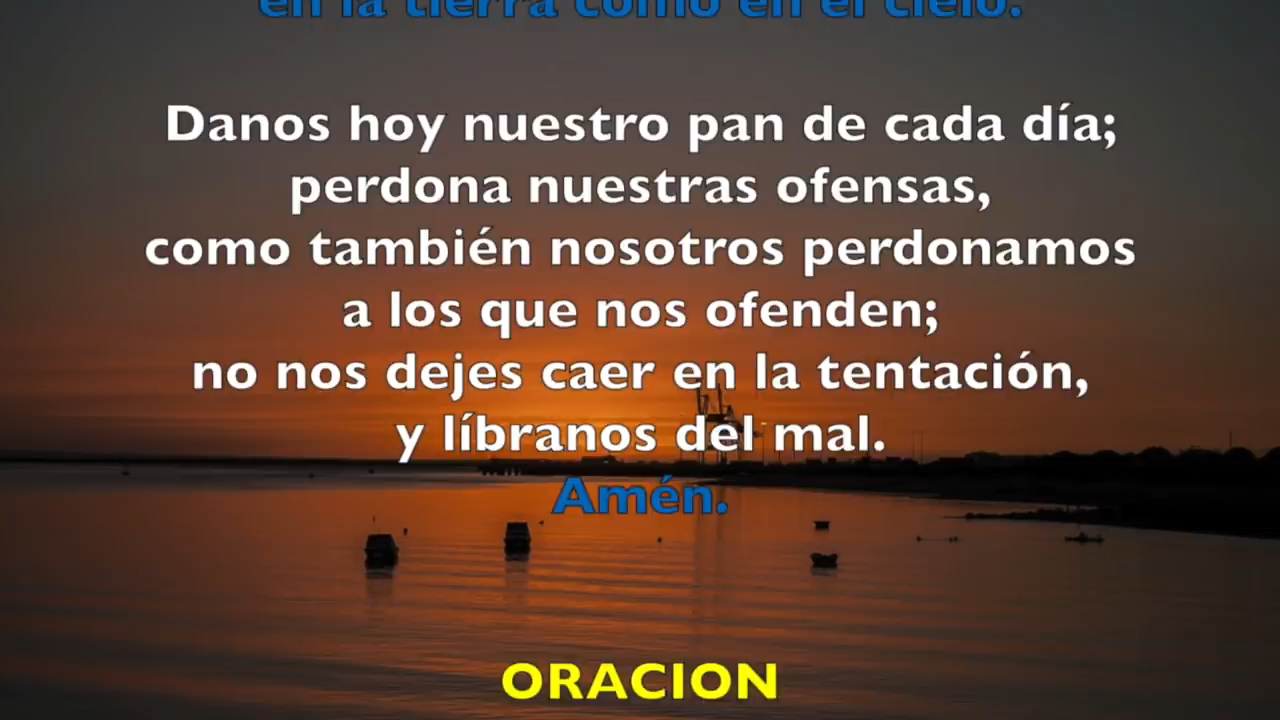 en la tierra como en el cielo.
Danos hoy nuestro pan de cada día;
perdona nuestras ofensas,
como también nosotros perdonamos
a los que nos ofenden;
no nos dejes caer en la tentación,
y líbranos del mal.
Amén.
ORACION